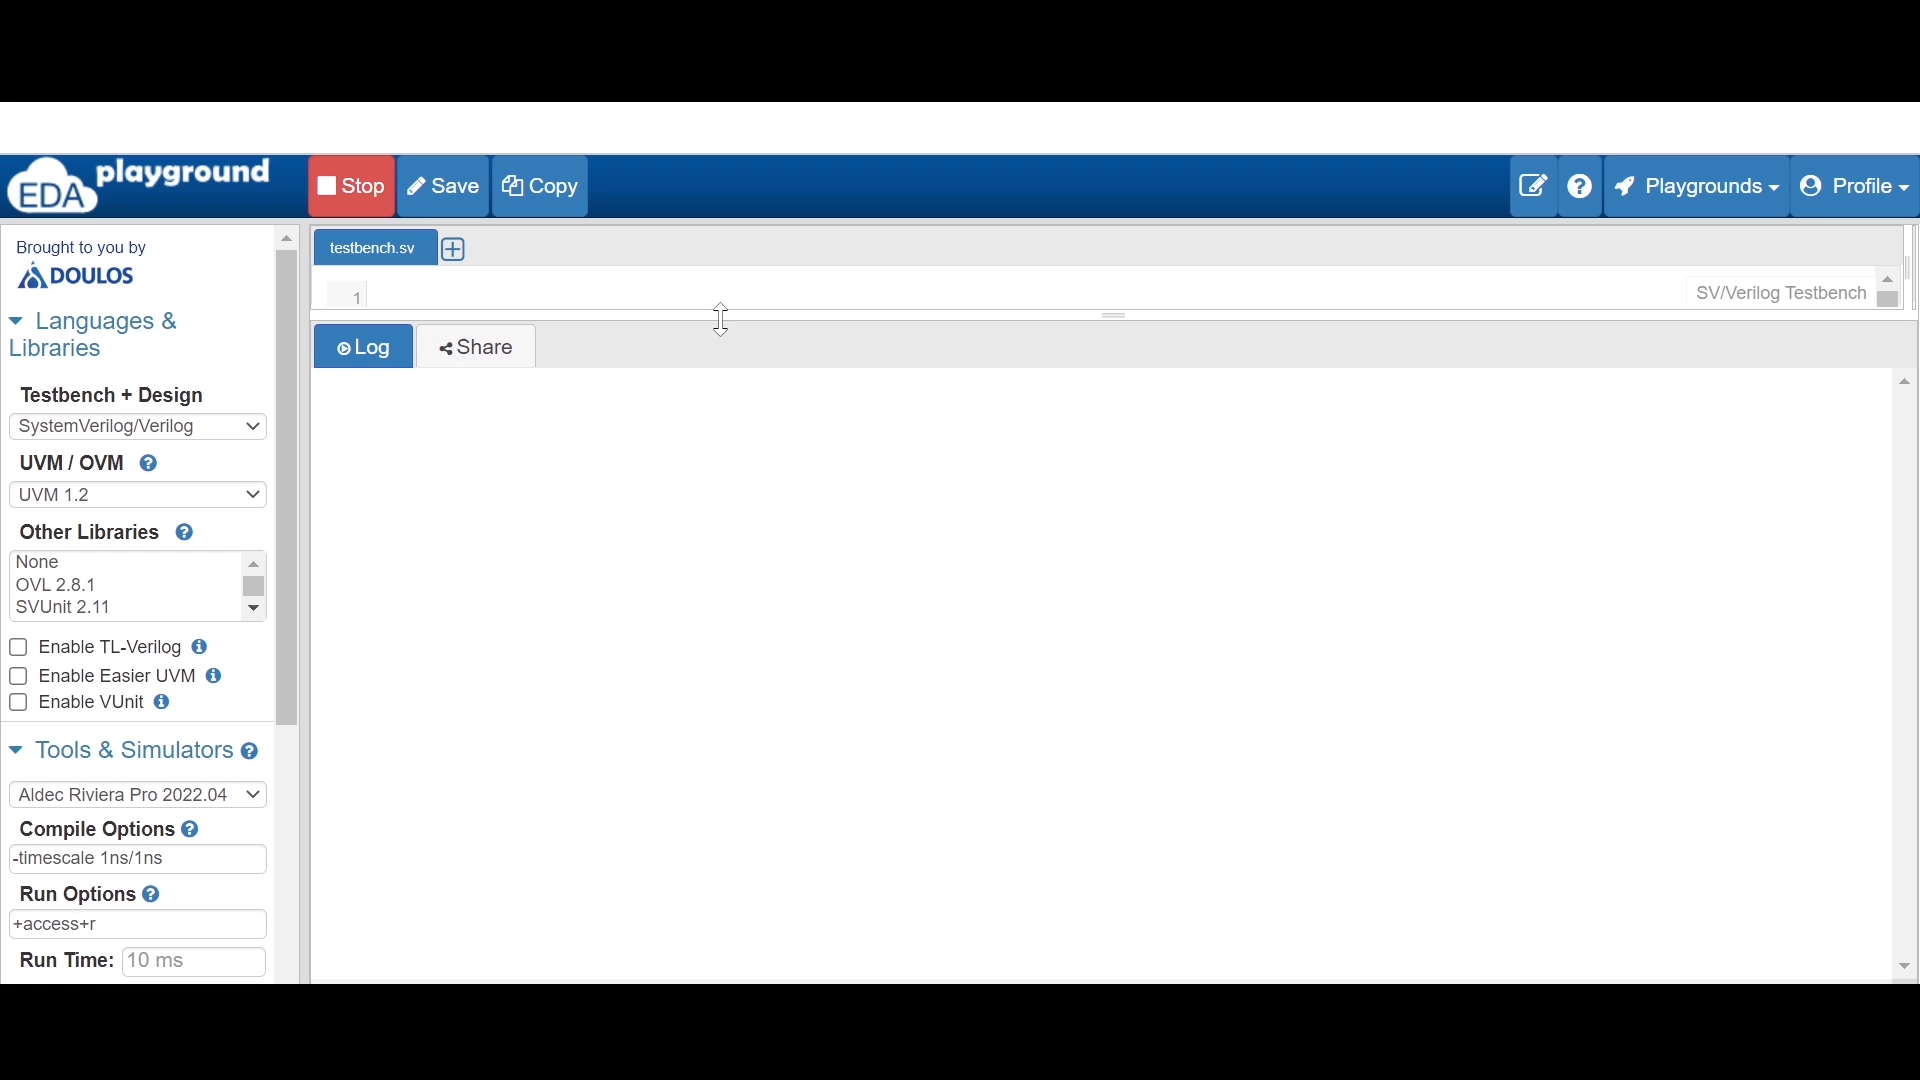 EDA playground
Stop
Save
Copy
Playgrounds
Profile
Brought to you by
DOULOS
Languages &
Libraries
Testbench + Design
SystemVerilog/Verilog
UVM / OVM
UVM 1.2
Other Libraries
None
OVL 2.8.1
SVUnit 2.11
Enable TL-Verilog
Enable Easier UVM
Enable VUnit
Tools & Simulators
Aldec Riviera Pro 2022.04
Compile Options
-timescale 1ns/1ns
Run Options
+access+r
Run Time: 10 ms
testbench.sv
1
SV/Verilog Testbench
Log
Share